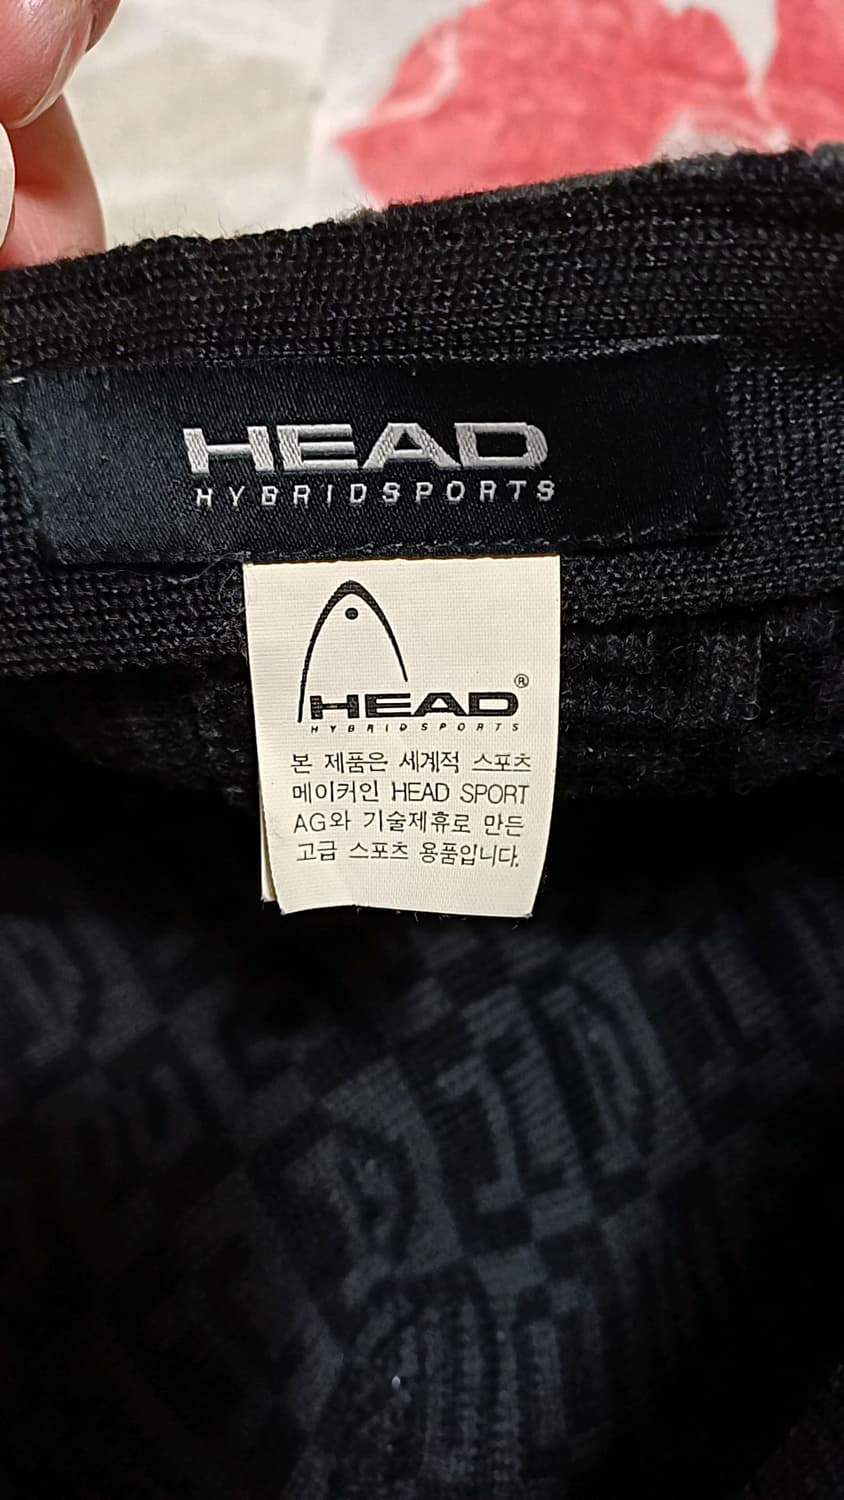 HEAD
HYBRIDSPORTS
HEAD®
HYBRIDSPORTS
본 제품은 세계적 스포츠
메이커인 HEAD SPORT
AG와 기술제휴로 만든
고급 스포츠 용품입니다.